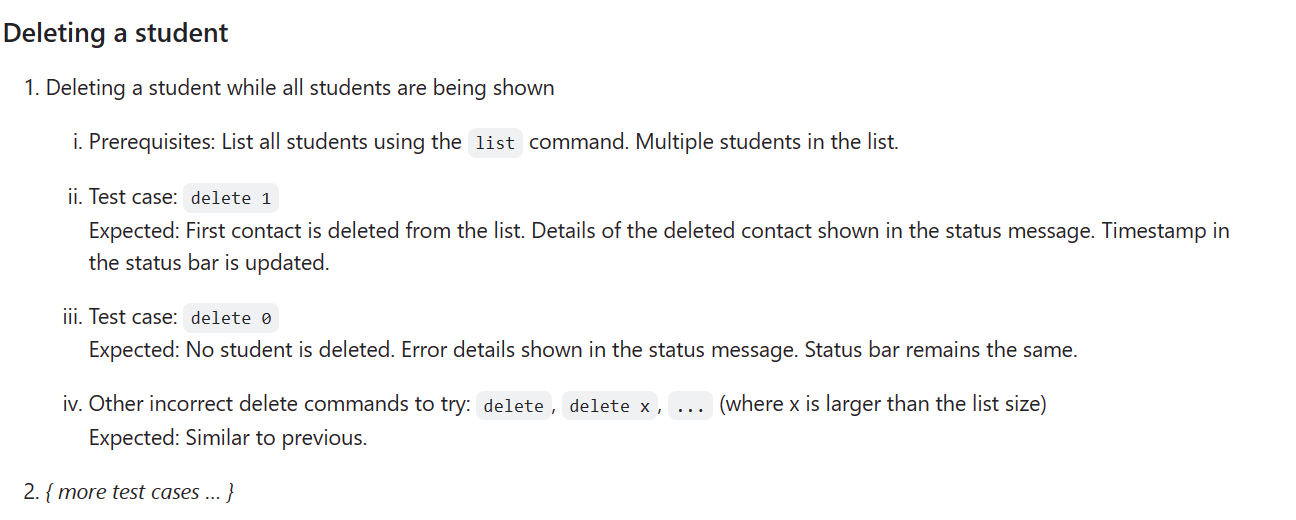 Deleting a student
1. Deleting a student while all students are being shown
i. Prerequisites: List all students using the list command. Multiple students in the list.
ii. Test case: delete 1
Expected: First contact is deleted from the list. Details of the deleted contact shown in the status message. Timestamp in
the status bar is updated.
iii. Test case: delete 0
Expected: No student is deleted. Error details shown in the status message. Status bar remains the same.
iv. Other incorrect delete commands to try: delete, delete x, ... (where x is larger than the list size)
Expected: Similar to previous.
2. { more test cases ... }